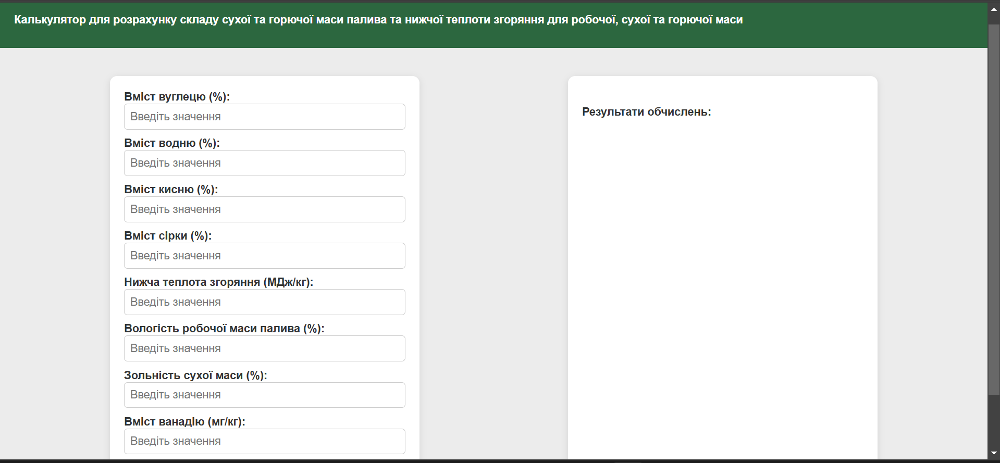 Калькулятор для розрахунку складу сухої та горючої маси палива та нижчої теплоти згоряння для робочої, сухої та горючої маси
Вміст вуглецю (%):
Введіть значення
Вміст водню (%):
Введіть значення
Вміст кисню (%):
Введіть значення
Вміст сірки (%):
Введіть значення
Нижча теплота згоряння (МДж/кг):
Введіть значення
Вологість робочої маси палива (%):
Введіть значення
Зольність сухої маси (%):
Введіть значення
Вміст ванадію (мг/кг):
Введіть значення
Результати обчислень: